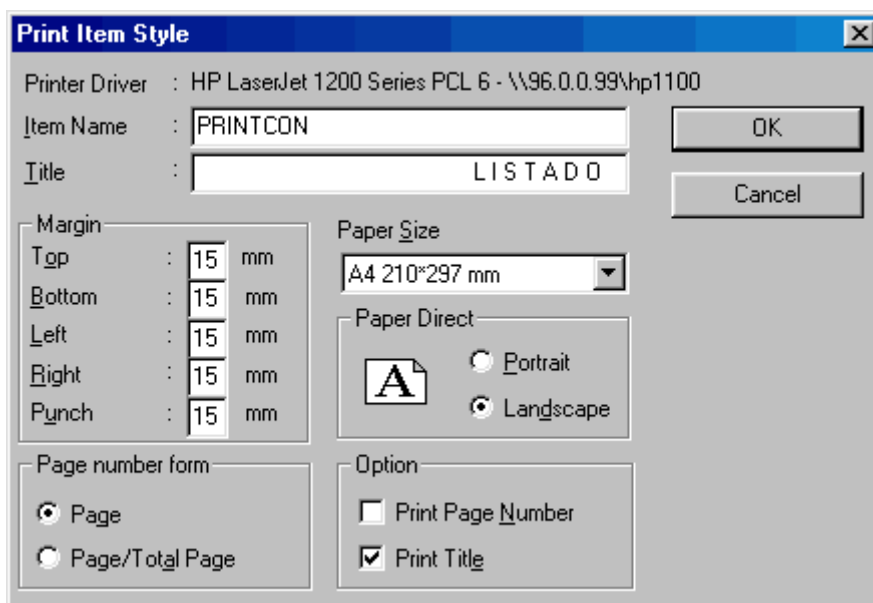 Print Item Style
Printer Driver : HP LaserJet 1200 Series PCL 6 - \\96.0.0.99\hp1100
Item Name : PRINTCON
OK
Title : L I S T A D O
Cancel
Margin
Top : 15 mm
Bottom : 15 mm
Left : 15 mm
Right : 15 mm
Punch : 15 mm
Paper Size
A4 210*297 mm
Paper Direct
A
Portrait
Landscape
Page number form
Page
Page/Total Page
Option
Print Page Number
Print Title